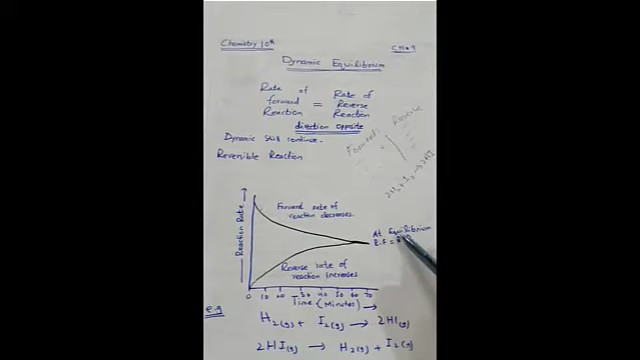 Chemistry 10th
CH#9
Dynamic Equilibrium
Rate of forward Reaction = Rate of Reverse Reaction
direction opposite
Dynamic still continue.
Reversible Reaction
Forward
Reverse
Reaction Rate
Forward rate of
reaction decreases.
At Equilibrium
Reverse rate of
reaction increases
0 10 20 30 40 50 60 70
Time (Minutes)
e.g
H2(g) + I2(g) → 2HI(g)
2HI(g) → H2(g) + I2(g)